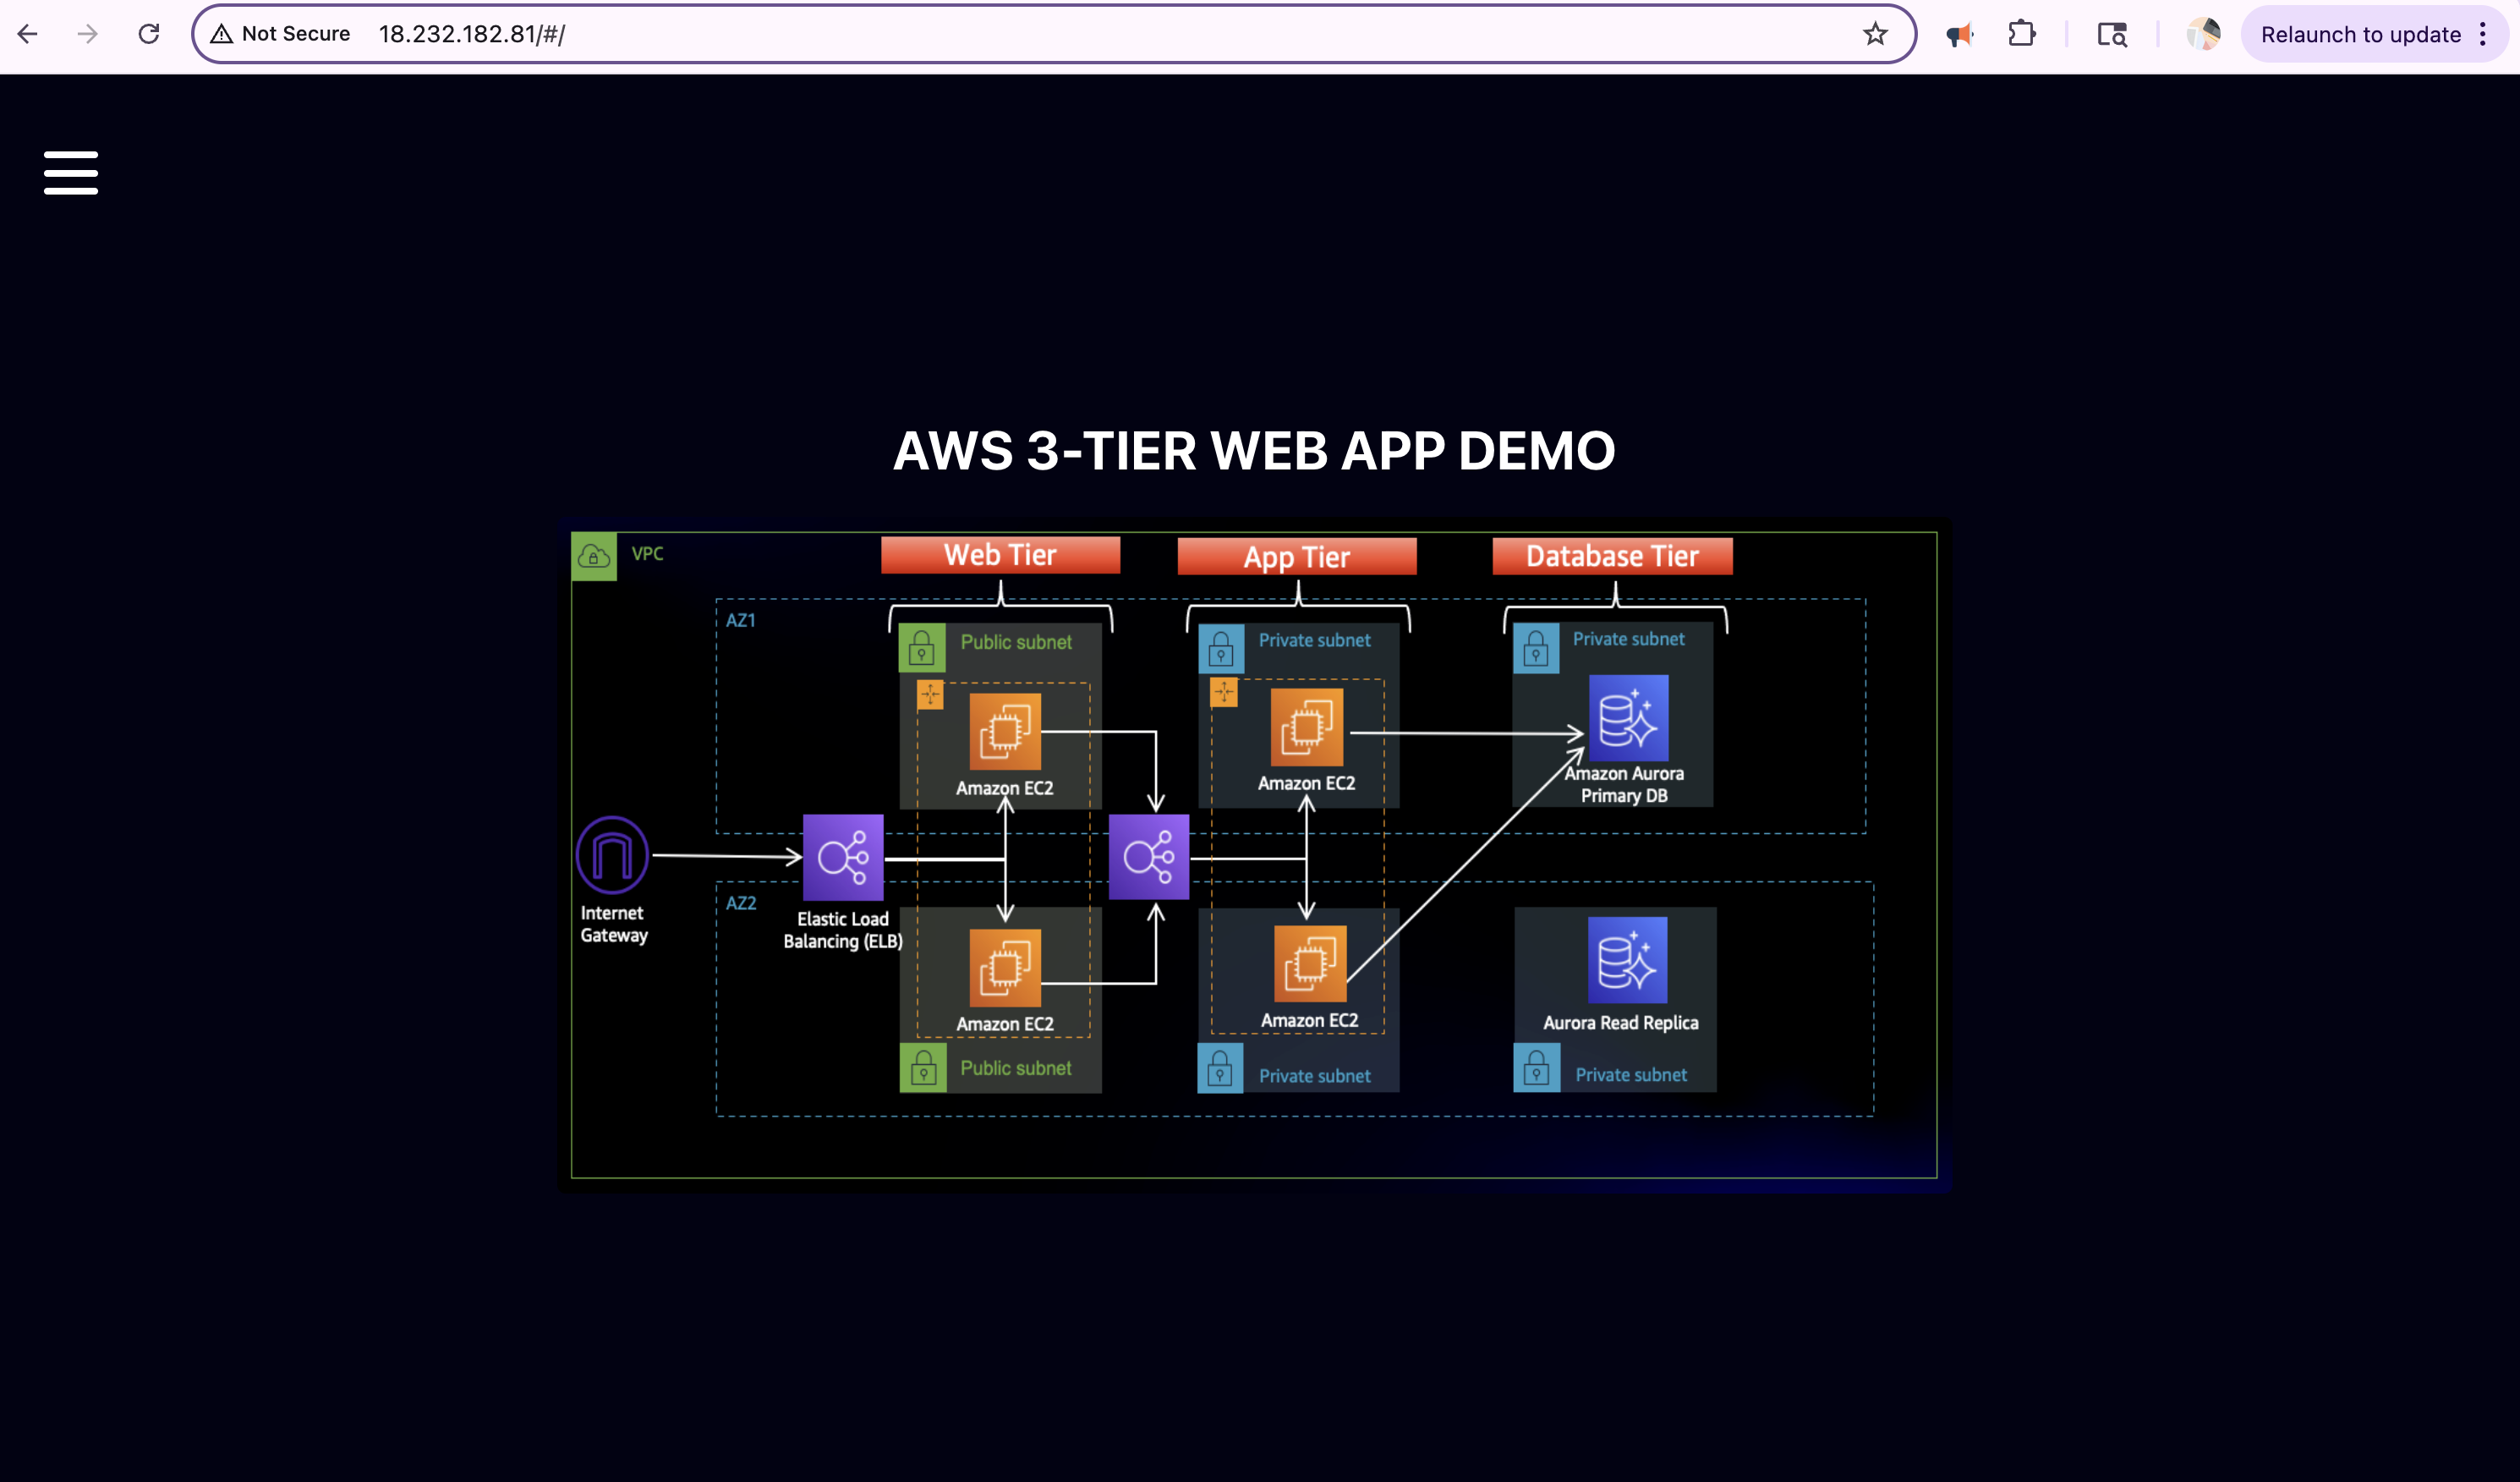 Not Secure 18.232.182.81/#/
Relaunch to update
AWS 3-TIER WEB APP DEMO
VPC
Web Tier
App Tier
Database Tier
AZ1
Public subnet
Private subnet
Private subnet
Amazon EC2
Amazon EC2
Amazon Aurora
Primary DB
Internet
Gateway
AZ2
Elastic Load
Balancing (ELB)
Amazon EC2
Amazon EC2
Aurora Read Replica
Public subnet
Private subnet
Private subnet